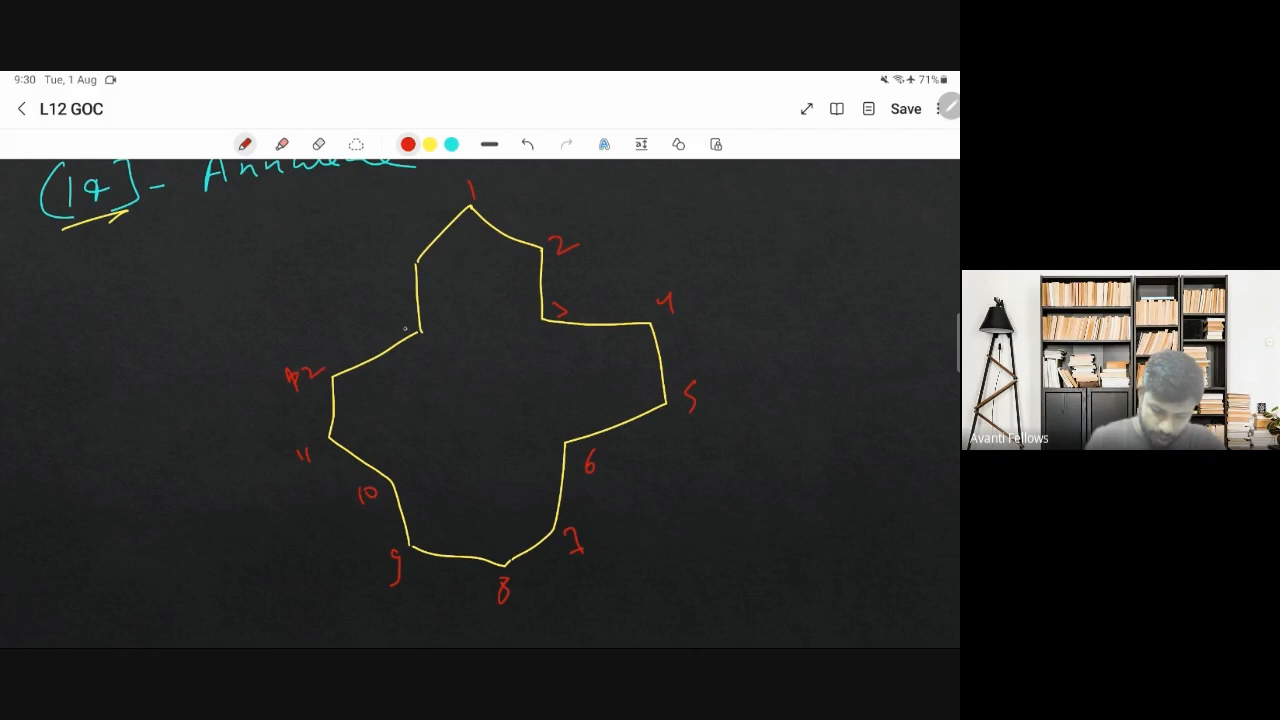 9:30 Tue, 1 Aug
71%
L12 GOC
Save
[14] - Annulene
1
2
3
4
5
12
11
6
10
7
9
8
Avanti Fellows